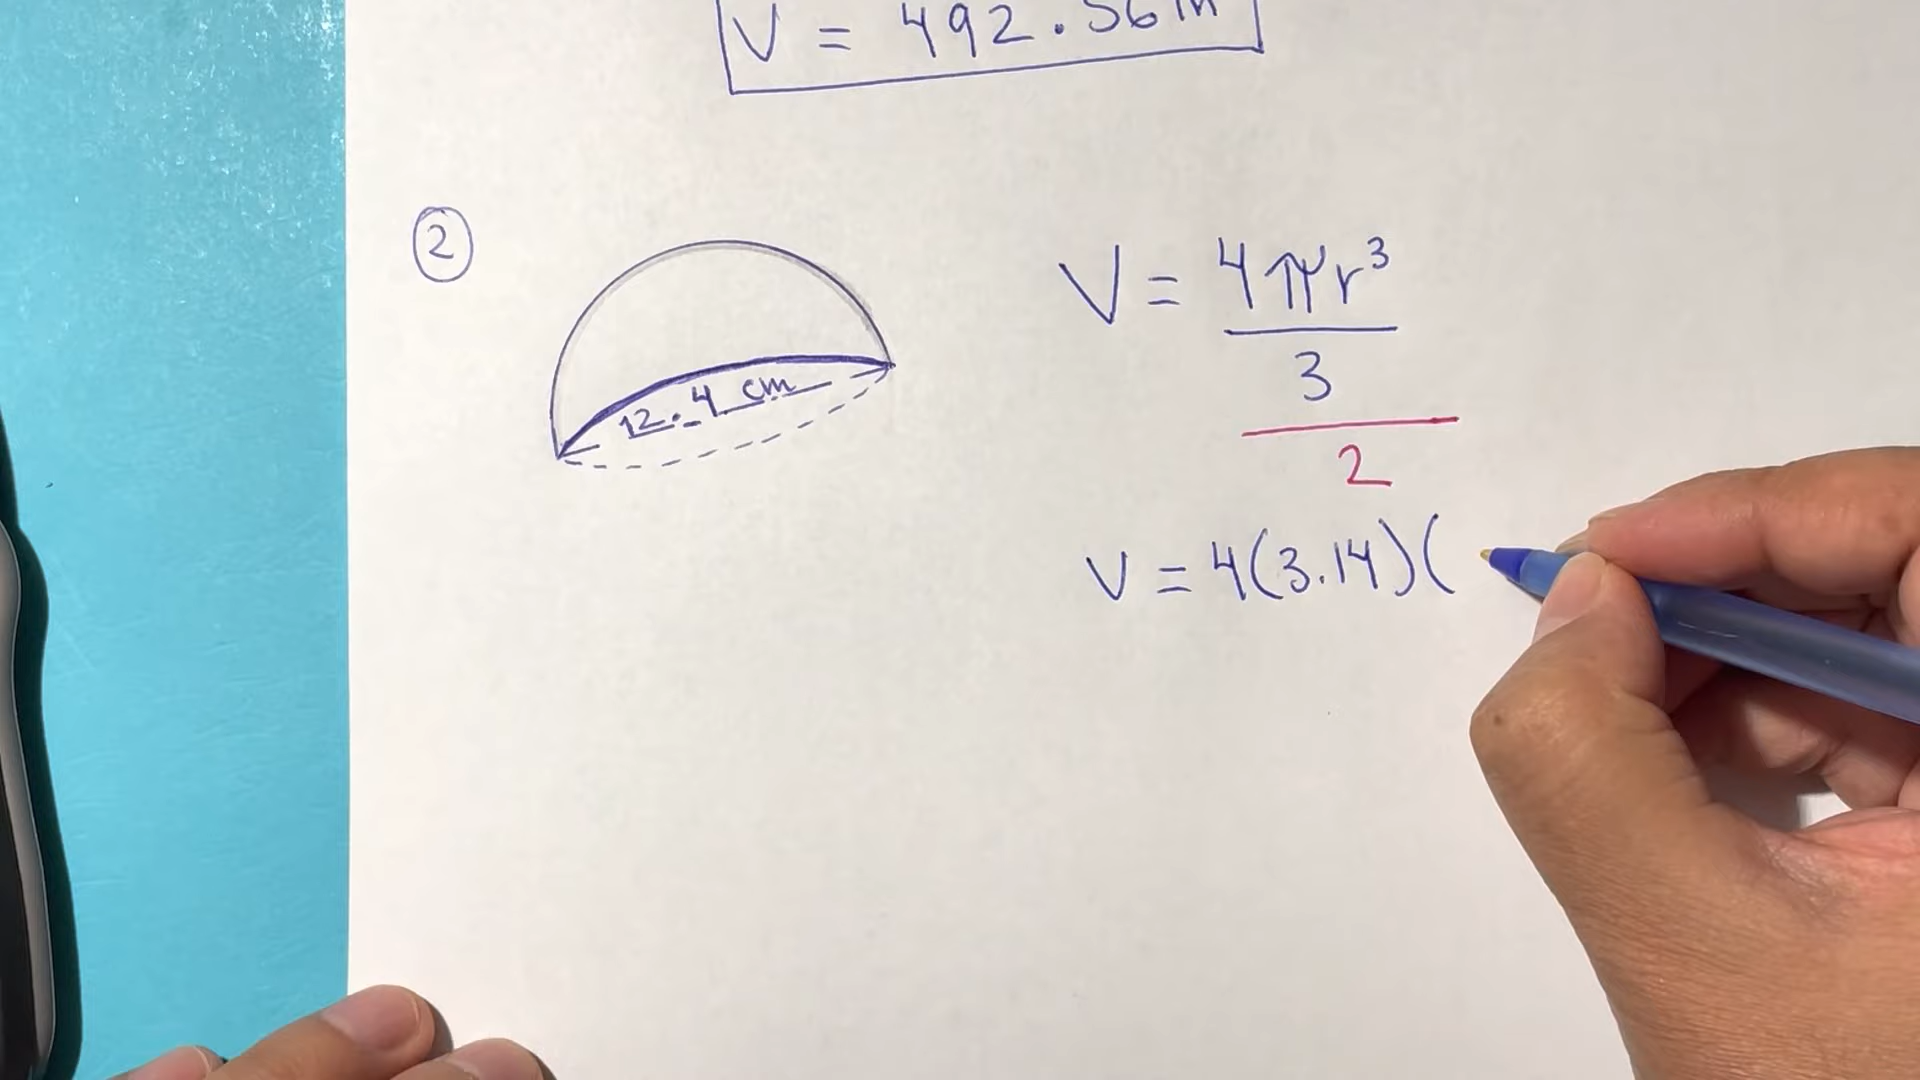 V = 492.56
2
12.4 cm
V = 4πr³
3
2
V = 4(3.14)(